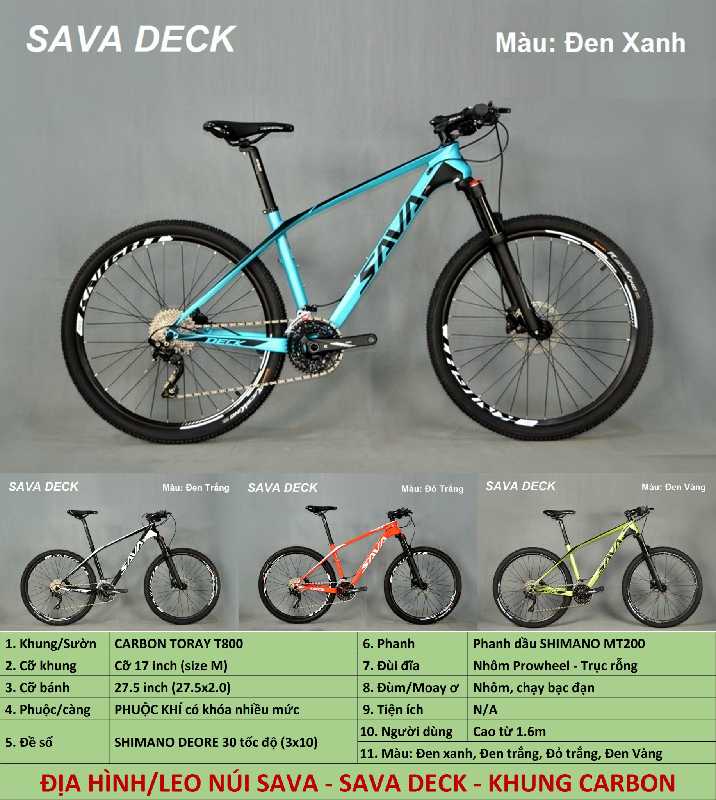 SAVA DECK
Màu: Đen Xanh
SAVA
DECK
SAVA DECK
Màu: Đen Trắng
SAVA
SAVA DECK
Màu: Đỏ Trắng
SAVA
SAVA DECK
Màu: Đen Vàng
SAVA
1. Khung/Sườn
CARBON TORAY T800
2. Cỡ khung
Cỡ 17 Inch (size M)
3. Cỡ bánh
27.5 inch (27.5x2.0)
4. Phuộc/càng
PHUỘC KHÍ có khóa nhiều mức
5. Đề số
SHIMANO DEORE 30 tốc độ (3x10)
6. Phanh
Phanh dầu SHIMANO MT200
7. Đùi đĩa
Nhôm Prowheel - Trục rỗng
8. Đùm/Moay ơ
Nhôm, chạy bạc đạn
9. Tiện ích
N/A
10. Người dùng
Cao từ 1.6m
11. Màu: Đen xanh, Đen trắng, Đỏ trắng, Đen Vàng
ĐỊA HÌNH/LEO NÚI SAVA - SAVA DECK - KHUNG CARBON